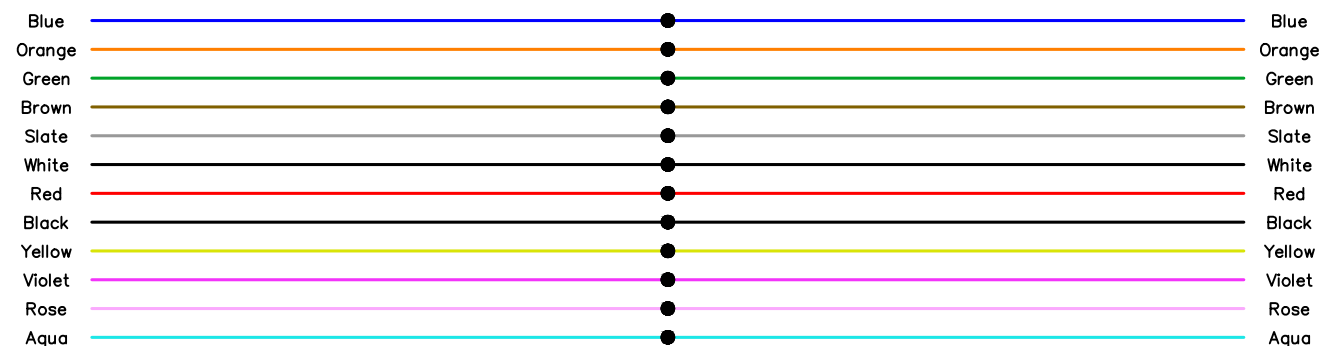 Blue Blue
Orange Orange
Green Green
Brown Brown
Slate Slate
White White
Red Red
Black Black
Yellow Yellow
Violet Violet
Rose Rose
Aqua Aqua